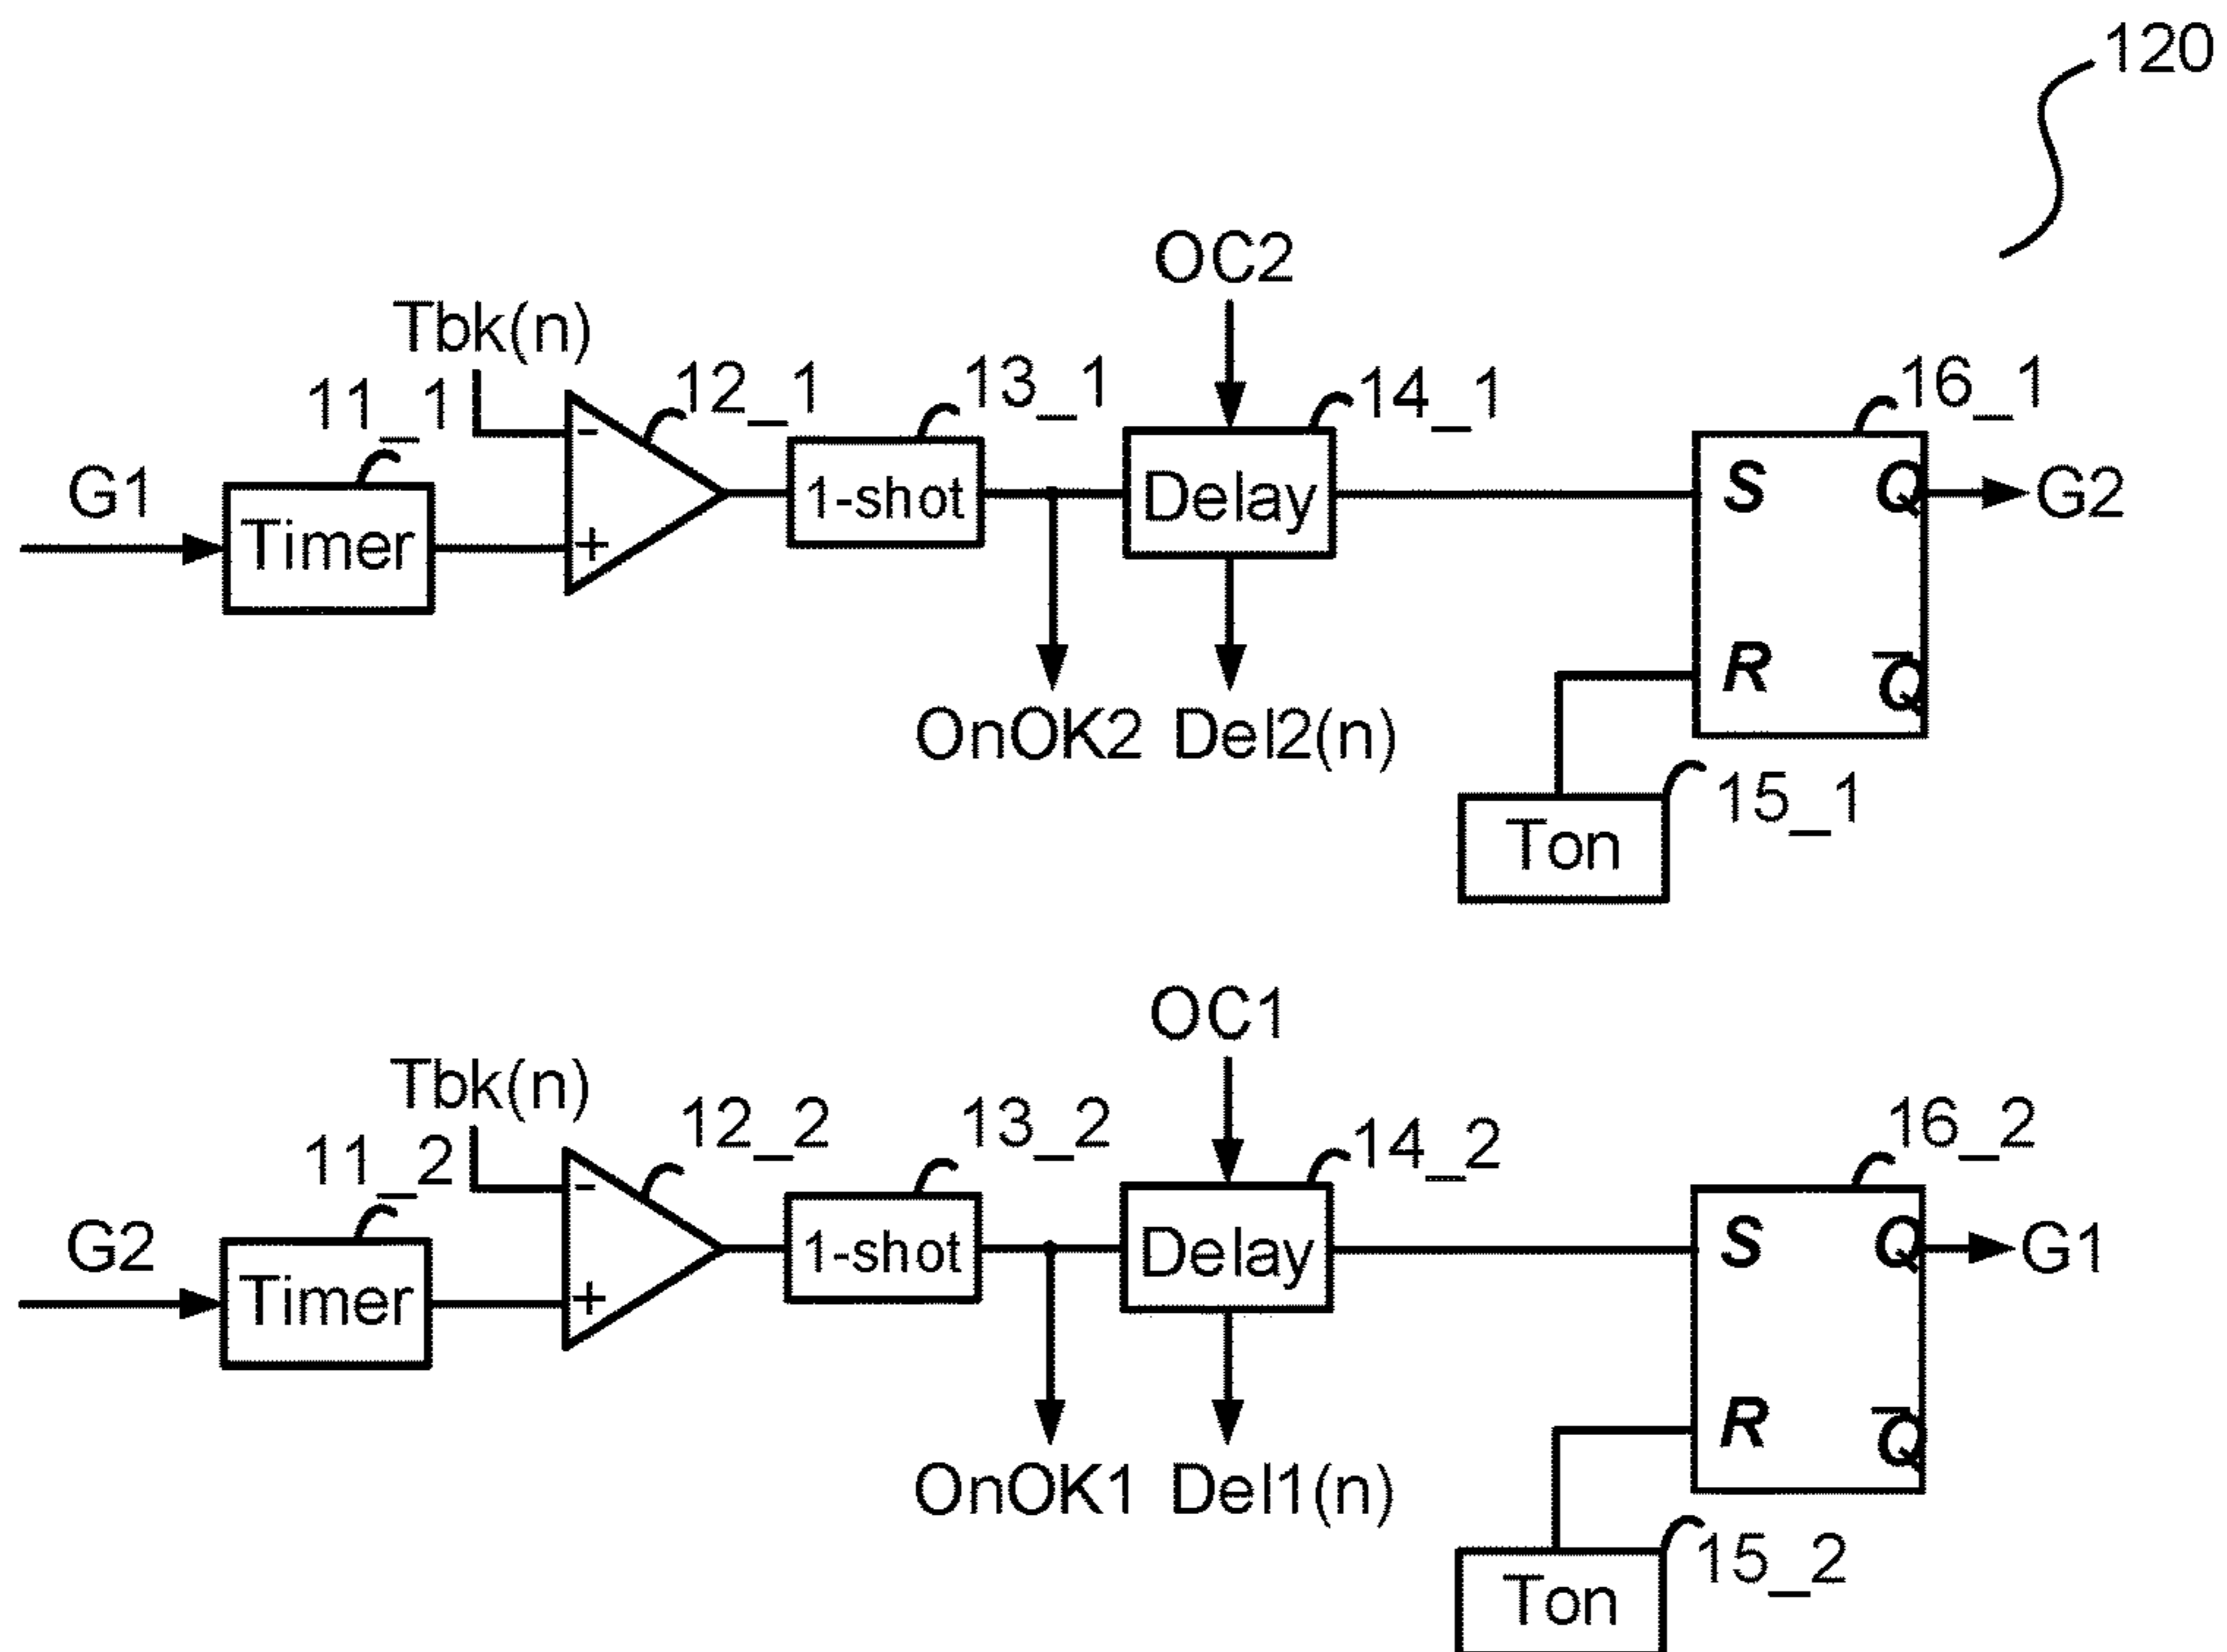 120
OC2
Tbk(n)
11_1
12_1
13_1
14_1
16_1
G1
Timer
-
+
1-shot
Delay
S
Q
G2
R
Q̅
OnOK2
Del2(n)
15_1
Ton
OC1
Tbk(n)
11_2
12_2
13_2
14_2
16_2
G2
Timer
-
+
1-shot
Delay
S
Q
G1
R
Q̅
OnOK1
Del1(n)
15_2
Ton